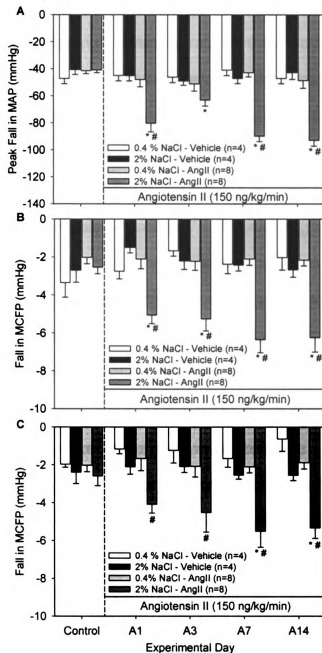 A
0
-20
-40
-60
-80
-100
-120
-140
Peak Fall in MAP
(mmHg)
* #
*
* #
* #
0.4 % NaCl - Vehicle (n=4)
2% NaCl - Vehicle (n=4)
0.4% NaCl - AngII (n=8)
2% NaCl - AngII (n=8)
Angiotensin II (150 ng/kg/min)
B
0
-2
-4
-6
-8
-10
Fall in MCFP
(mmHg)
* #
* #
* #
* #
0.4 % NaCl - Vehicle (n=4)
2% NaCl - Vehicle (n=4)
0.4% NaCl - AngII (n=8)
2% NaCl - AngII (n=8)
Angiotensin II (150 ng/kg/min)
C
0
-2
-4
-6
-8
-10
Fall in MCFP
(mmHg)
#
#
* #
* #
0.4 % NaCl - Vehicle (n=4)
2% NaCl - Vehicle (n=4)
0.4% NaCl - AngII (n=8)
2% NaCl - AngII (n=8)
Angiotensin II (150 ng/kg/min)
Control A1 A3 A7 A14
Experimental Day